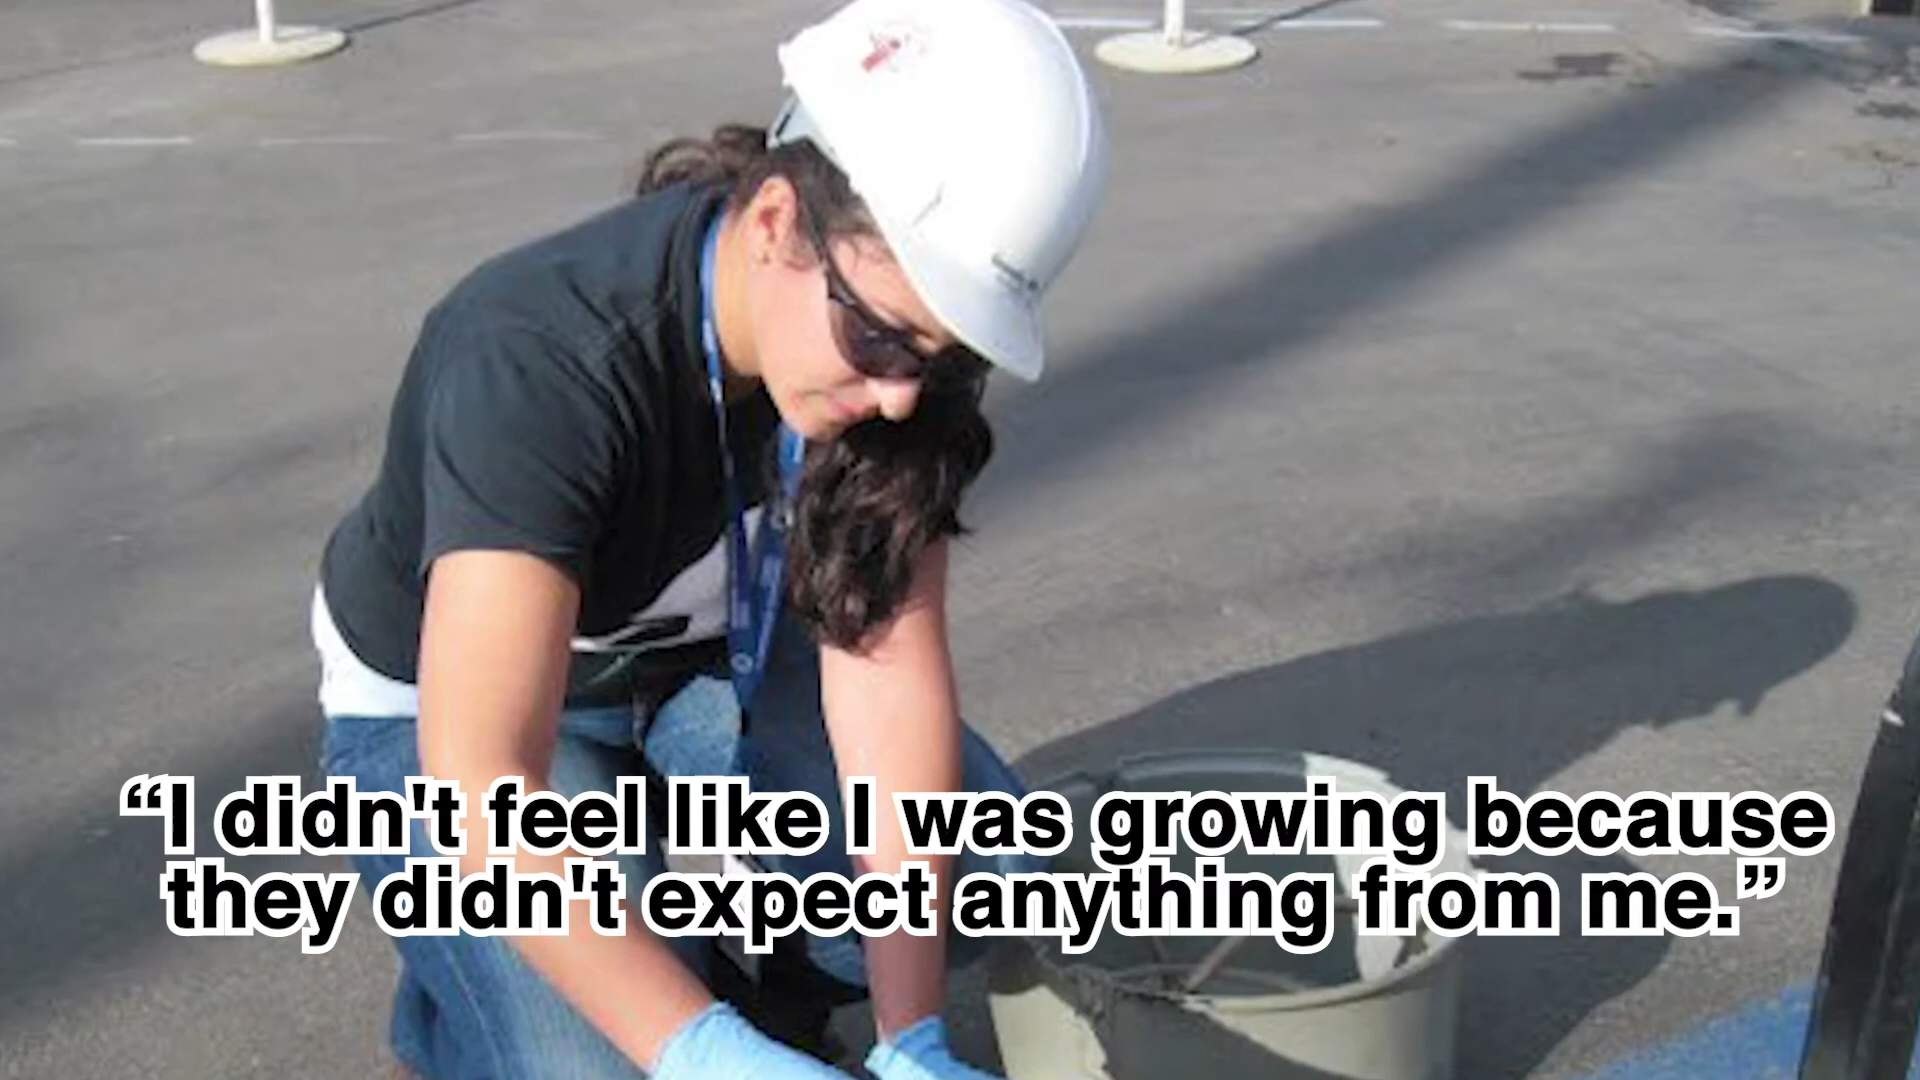 “I didn't feel like I was growing because
they didn't expect anything from me.”